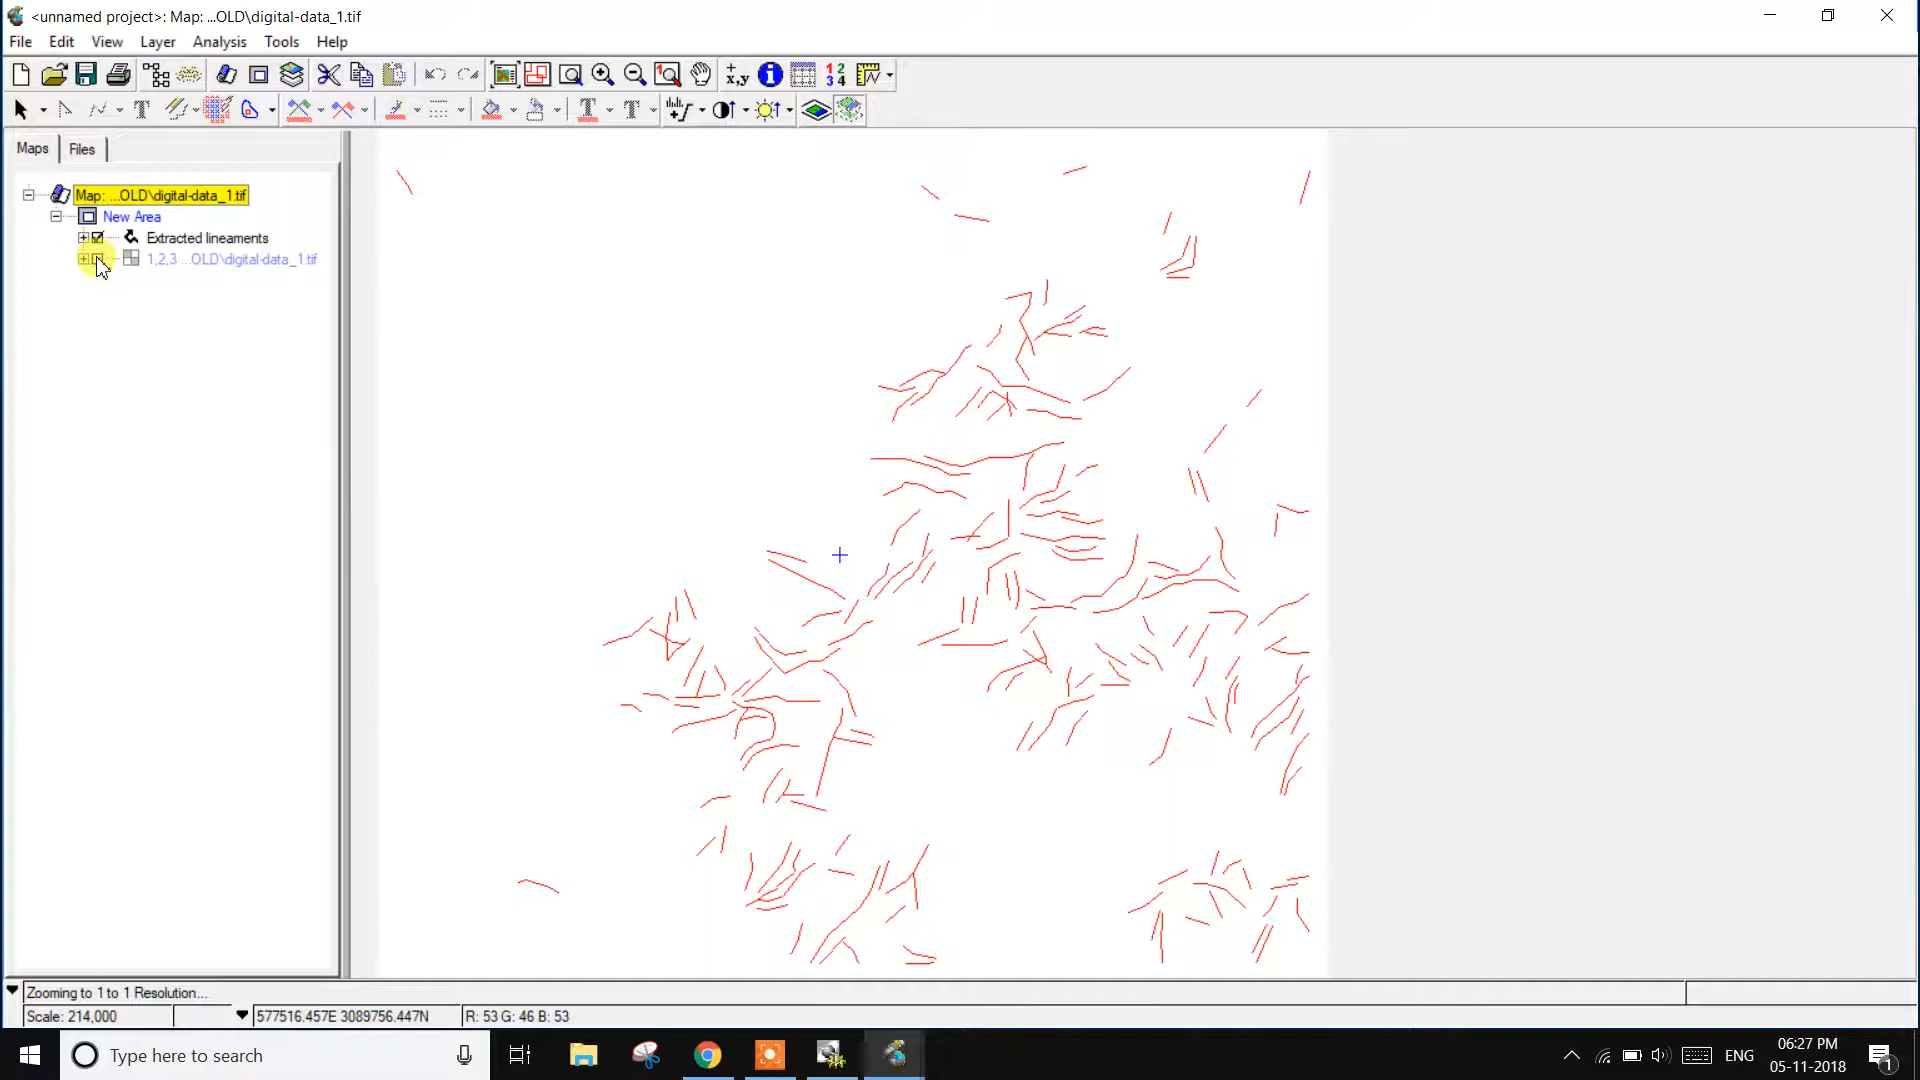 <unnamed project>: Map: ...OLD\digital-data_1.tif
File Edit View Layer Analysis Tools Help
Maps Files
Map: ...OLD\digital-data_1.tif
New Area
Extracted lineaments
1,2,3 ...OLD\digital-data_1.tif
Zooming to 1 to 1 Resolution...
Scale: 214,000 577516.457E 3089756.447N R: 53 G: 46 B: 53
Type here to search
ENG
06:27 PM
05-11-2018
1